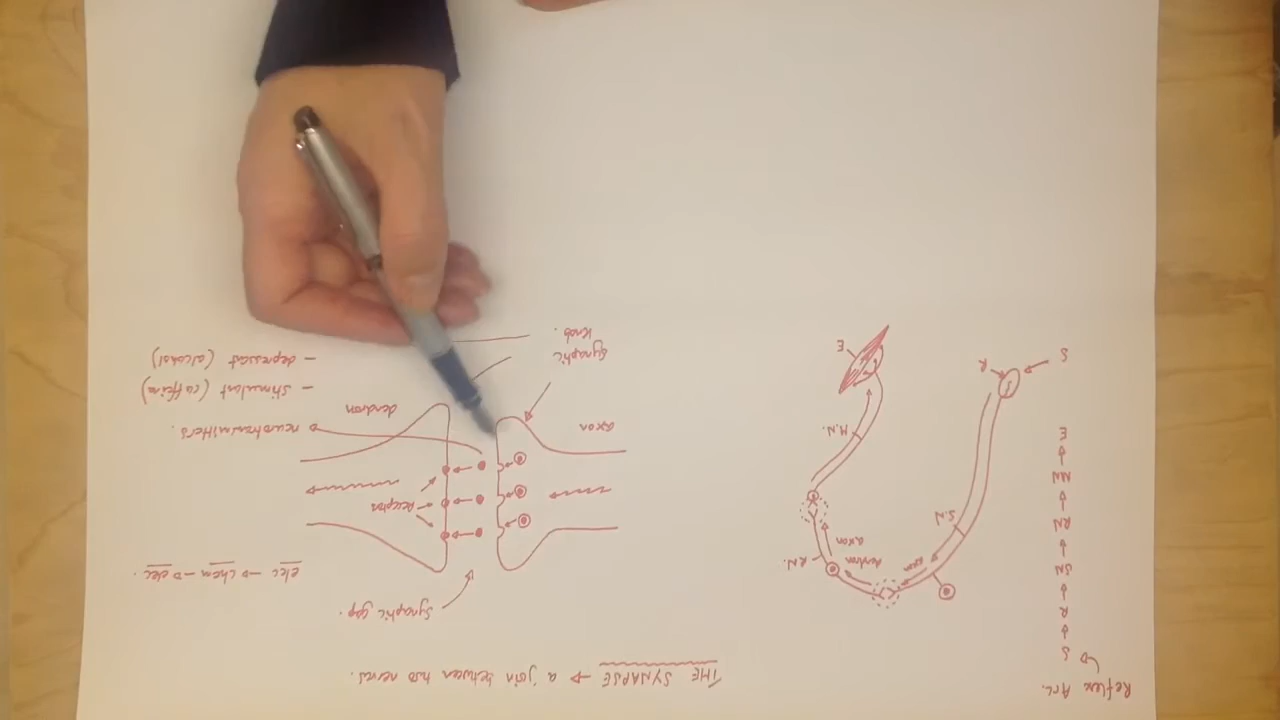 Reflex Arc.
S
R
SN
RN
MN
E
S
R
S.N
axon
dendron
R.N.
axon
M.N.
E
THE SYNAPSE → a join between two nerves.
Synaptic gap.
elec → chem → elec.
receptors
axon
dendron
Synaptic
knob.
neurotransmitters.
- stimulant (caffeine)
- depressant (alcohol)